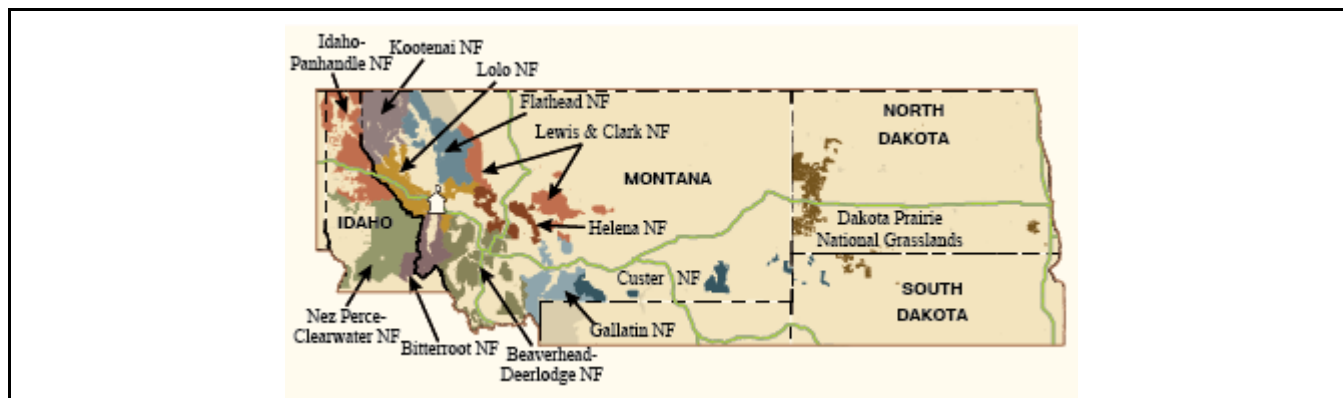 Idaho-
Panhandle NF
Kootenai NF
Lolo NF
Flathead NF
Lewis & Clark NF
NORTH
DAKOTA
MONTANA
IDAHO
Helena NF
Dakota Prairie
National Grasslands
Custer NF
SOUTH
DAKOTA
Nez Perce-
Clearwater NF
Bitterroot NF
Gallatin NF
Beaverhead-
Deerlodge NF